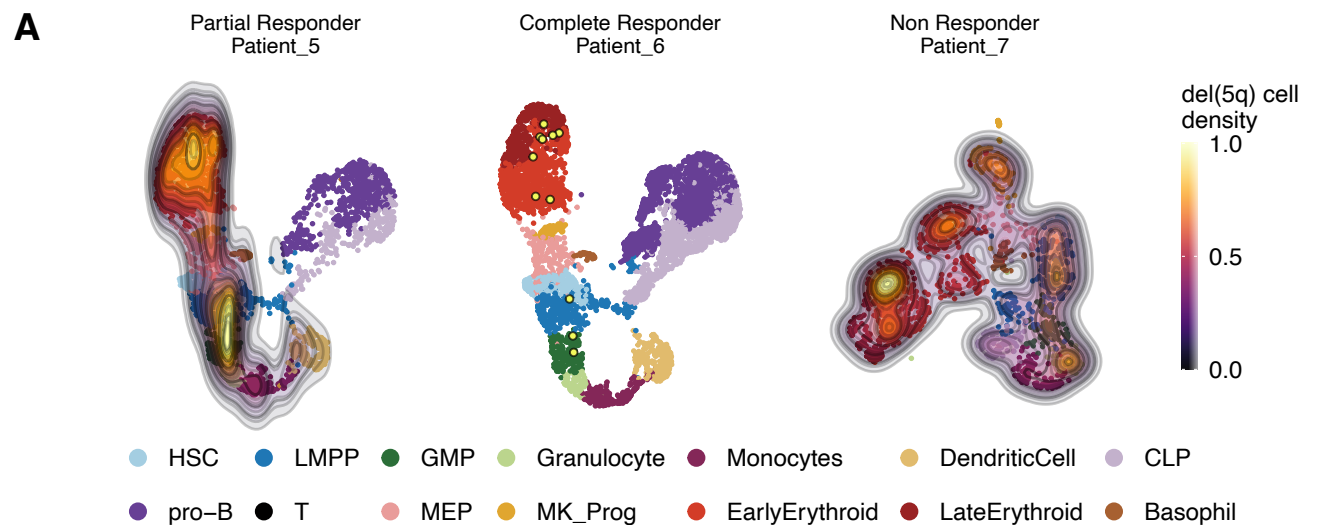 A
Partial Responder
Patient_5
Complete Responder
Patient_6
Non Responder
Patient_7
del(5q) cell
density
1.0
0.5
0.0
HSC LMPP GMP Granulocyte Monocytes DendriticCell CLP
pro−B T MEP MK_Prog EarlyErythroid LateErythroid Basophil